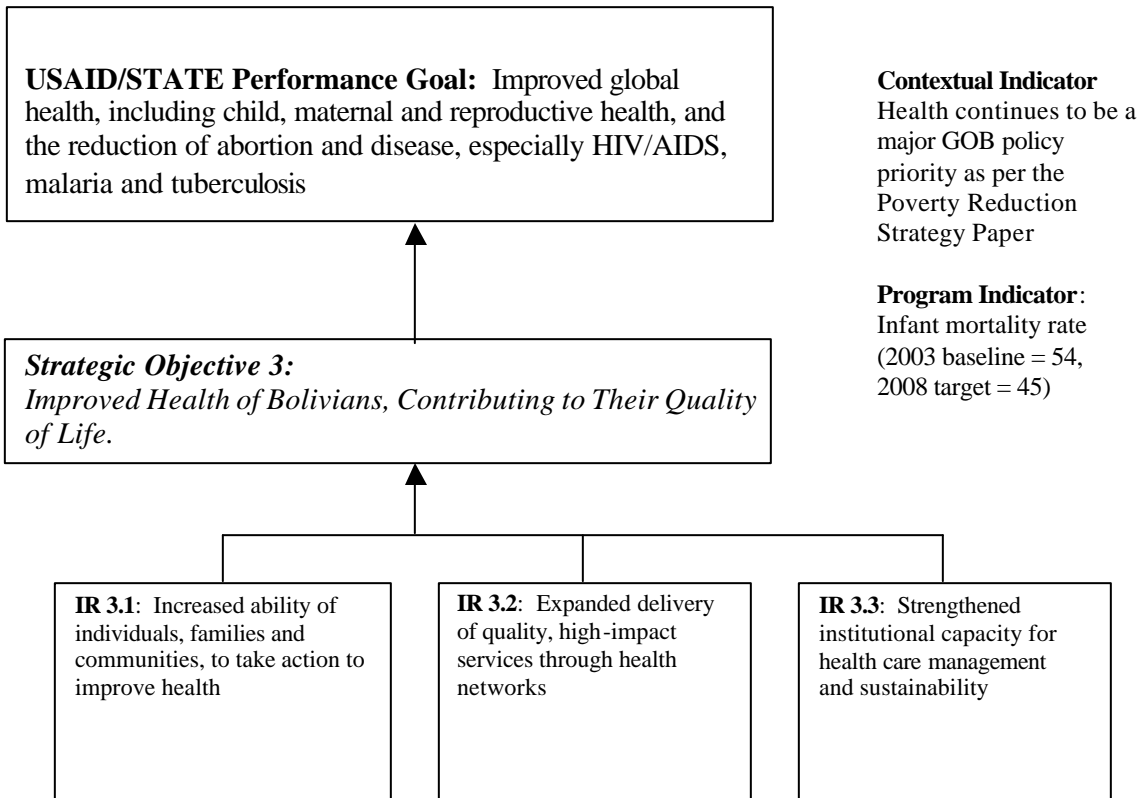 USAID/STATE Performance Goal: Improved global
health, including child, maternal and reproductive health, and
the reduction of abortion and disease, especially HIV/AIDS,
malaria and tuberculosis
Contextual Indicator
Health continues to be a
major GOB policy
priority as per the
Poverty Reduction
Strategy Paper
Program Indicator:
Infant mortality rate
(2003 baseline = 54,
2008 target = 45)
Strategic Objective 3:
Improved Health of Bolivians, Contributing to Their Quality
of Life.
IR 3.1: Increased ability of
individuals, families and
communities, to take action to
improve health
IR 3.2: Expanded delivery
of quality, high-impact
services through health
networks
IR 3.3: Strengthened
institutional capacity for
health care management
and sustainability